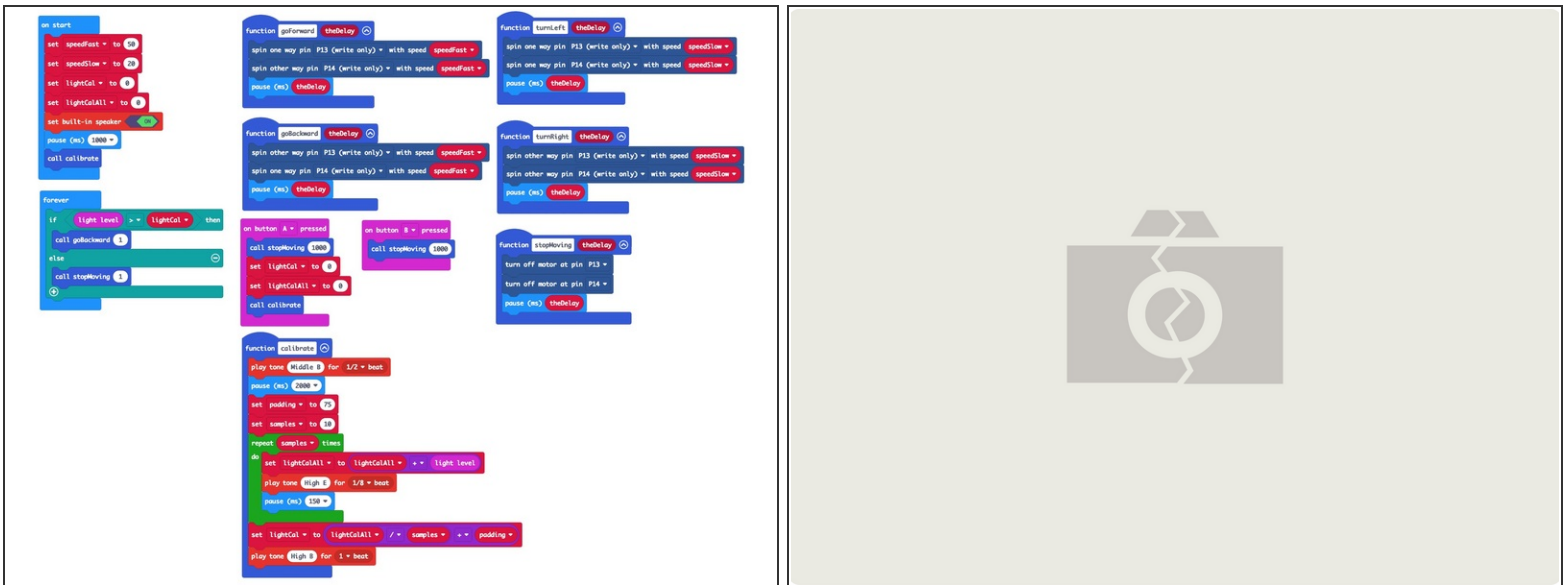 on start
set speedFast to 50
set speedSlow to 20
set lightCal to 0
set lightCalAll to 0
set built-in speaker ON
pause (ms) 1000
call calibrate
forever
if light level > lightCal then
call goBackward 1
else
call stopMoving 1
function goForward theDelay
spin one way pin P13 (write only) with speed speedFast
spin other way pin P14 (write only) with speed speedFast
pause (ms) theDelay
function goBackward theDelay
spin other way pin P13 (write only) with speed speedFast
spin one way pin P14 (write only) with speed speedFast
pause (ms) theDelay
on button A pressed
call stopMoving 1000
set lightCal to 0
set lightCalAll to 0
call calibrate
on button B pressed
call stopMoving 1000
function calibrate
play tone Middle B for 1/2 beat
pause (ms) 2000
set padding to 75
set samples to 10
repeat samples times
do
set lightCalAll to lightCalAll + light level
play tone High E for 1/8 beat
pause (ms) 150
set lightCal to lightCalAll / samples + padding
play tone High B for 1 beat
function turnLeft theDelay
spin one way pin P13 (write only) with speed speedSlow
spin one way pin P14 (write only) with speed speedSlow
pause (ms) theDelay
function turnRight theDelay
spin other way pin P13 (write only) with speed speedSlow
spin other way pin P14 (write only) with speed speedSlow
pause (ms) theDelay
function stopMoving theDelay
turn off motor at pin P13
turn off motor at pin P14
pause (ms) theDelay